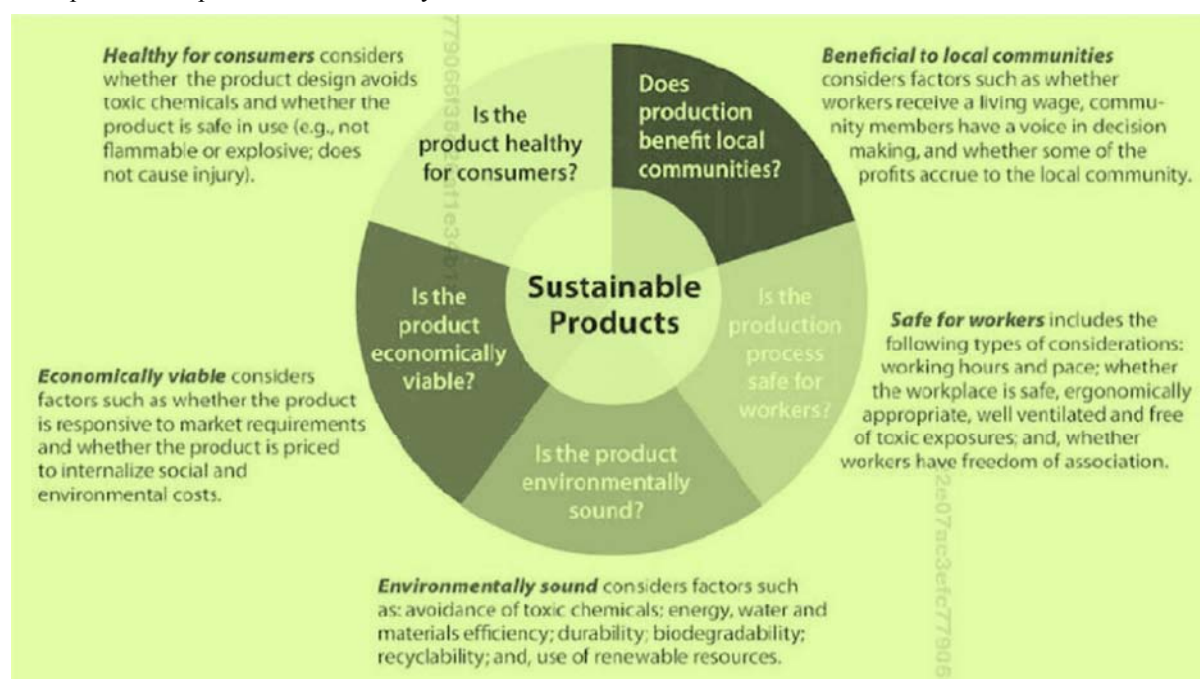 Healthy for consumers considers
whether the product design avoids
toxic chemicals and whether the
product is safe in use (e.g., not
flammable or explosive; does
not cause injury).
Is the
product healthy
for consumers?
Does
production
benefit local
communities?
Beneficial to local communities
considers factors such as whether
workers receive a living wage, commu-
nity members have a voice in decision
making, and whether some of the
profits accrue to the local community.
Sustainable
Products
Is the
product
economically
viable?
Is the
production
process
safe for
workers?
Economically viable considers
factors such as whether the product
is responsive to market requirements
and whether the product is priced
to internalize social and
environmental costs.
Safe for workers includes the
following types of considerations:
working hours and pace; whether
the workplace is safe, ergonomically
appropriate, well ventilated and free
of toxic exposures; and, whether
workers have freedom of association.
Is the product
environmentally
sound?
Environmentally sound considers factors such
as: avoidance of toxic chemicals; energy, water and
materials efficiency; durability; biodegradability;
recyclability; and, use of renewable resources.
2e07ac3efc77906